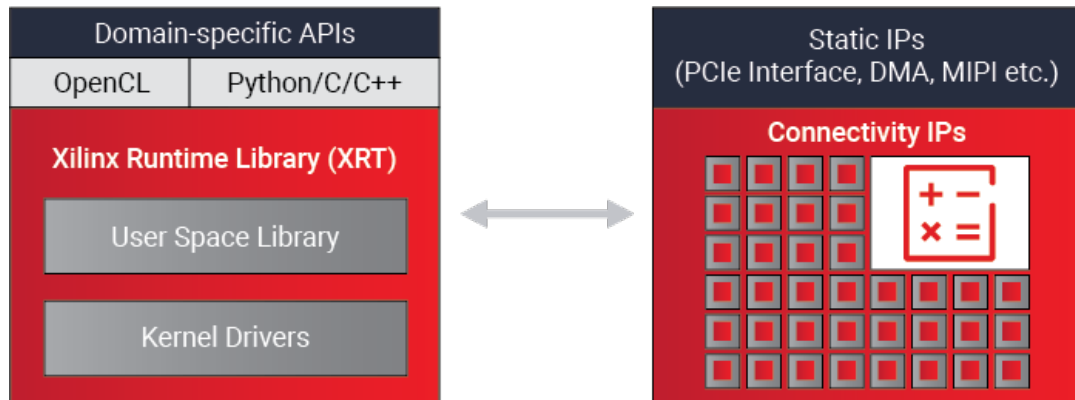 Domain-specific APIs
OpenCL
Python/C/C++
Xilinx Runtime Library (XRT)
User Space Library
Kernel Drivers
Static IPs
(PCIe Interface, DMA, MIPI etc.)
Connectivity IPs